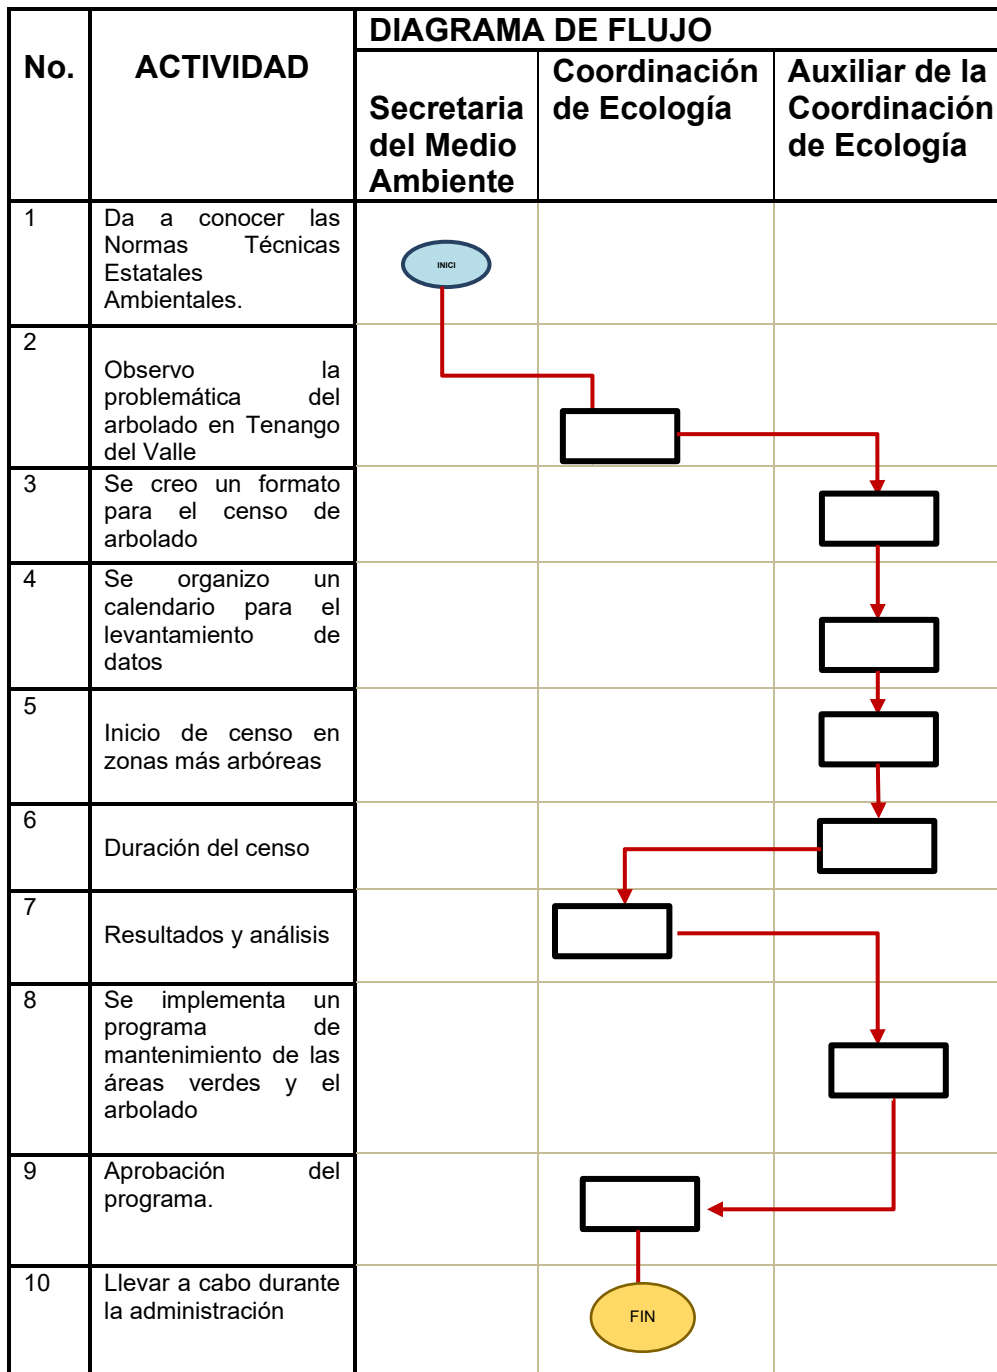 No.
ACTIVIDAD
DIAGRAMA DE FLUJO
Secretaria
del Medio
Ambiente
Coordinación
de Ecología
Auxiliar de la
Coordinación
de Ecología
1
Da a conocer las
Normas Técnicas
Estatales
Ambientales.
INICI
2
Observo la
problemática del
arbolado en Tenango
del Valle
3
Se creo un formato
para el censo de
arbolado
4
Se organizo un
calendario para el
levantamiento de
datos
5
Inicio de censo en
zonas más arbóreas
6
Duración del censo
7
Resultados y análisis
8
Se implementa un
programa de
mantenimiento de las
áreas verdes y el
arbolado
9
Aprobación del
programa.
10
Llevar a cabo durante
la administración
FIN